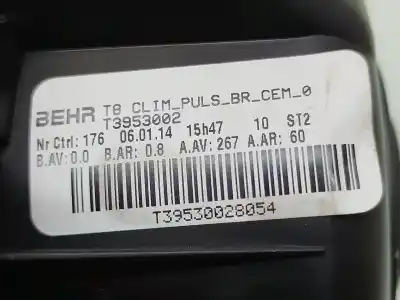 BEHR T8 CLIM_PULS_BR_CEM_0
T3953002
Nr Ctrl: 176 06.01.14 15h47 10 ST2
B.AV: 0.0 B.AR: 0.8 A.AV: 267 A.AR: 60
T39530028054